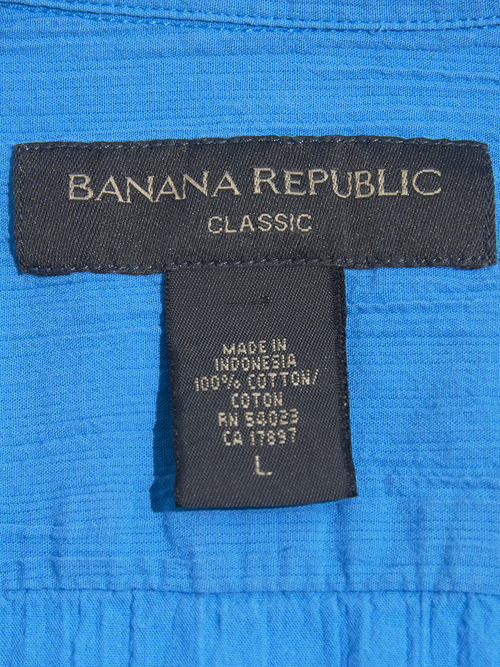 BANANA REPUBLIC
CLASSIC
MADE IN
INDONESIA
100% COTTON/
COTON
RN 54023
CA 17897
L